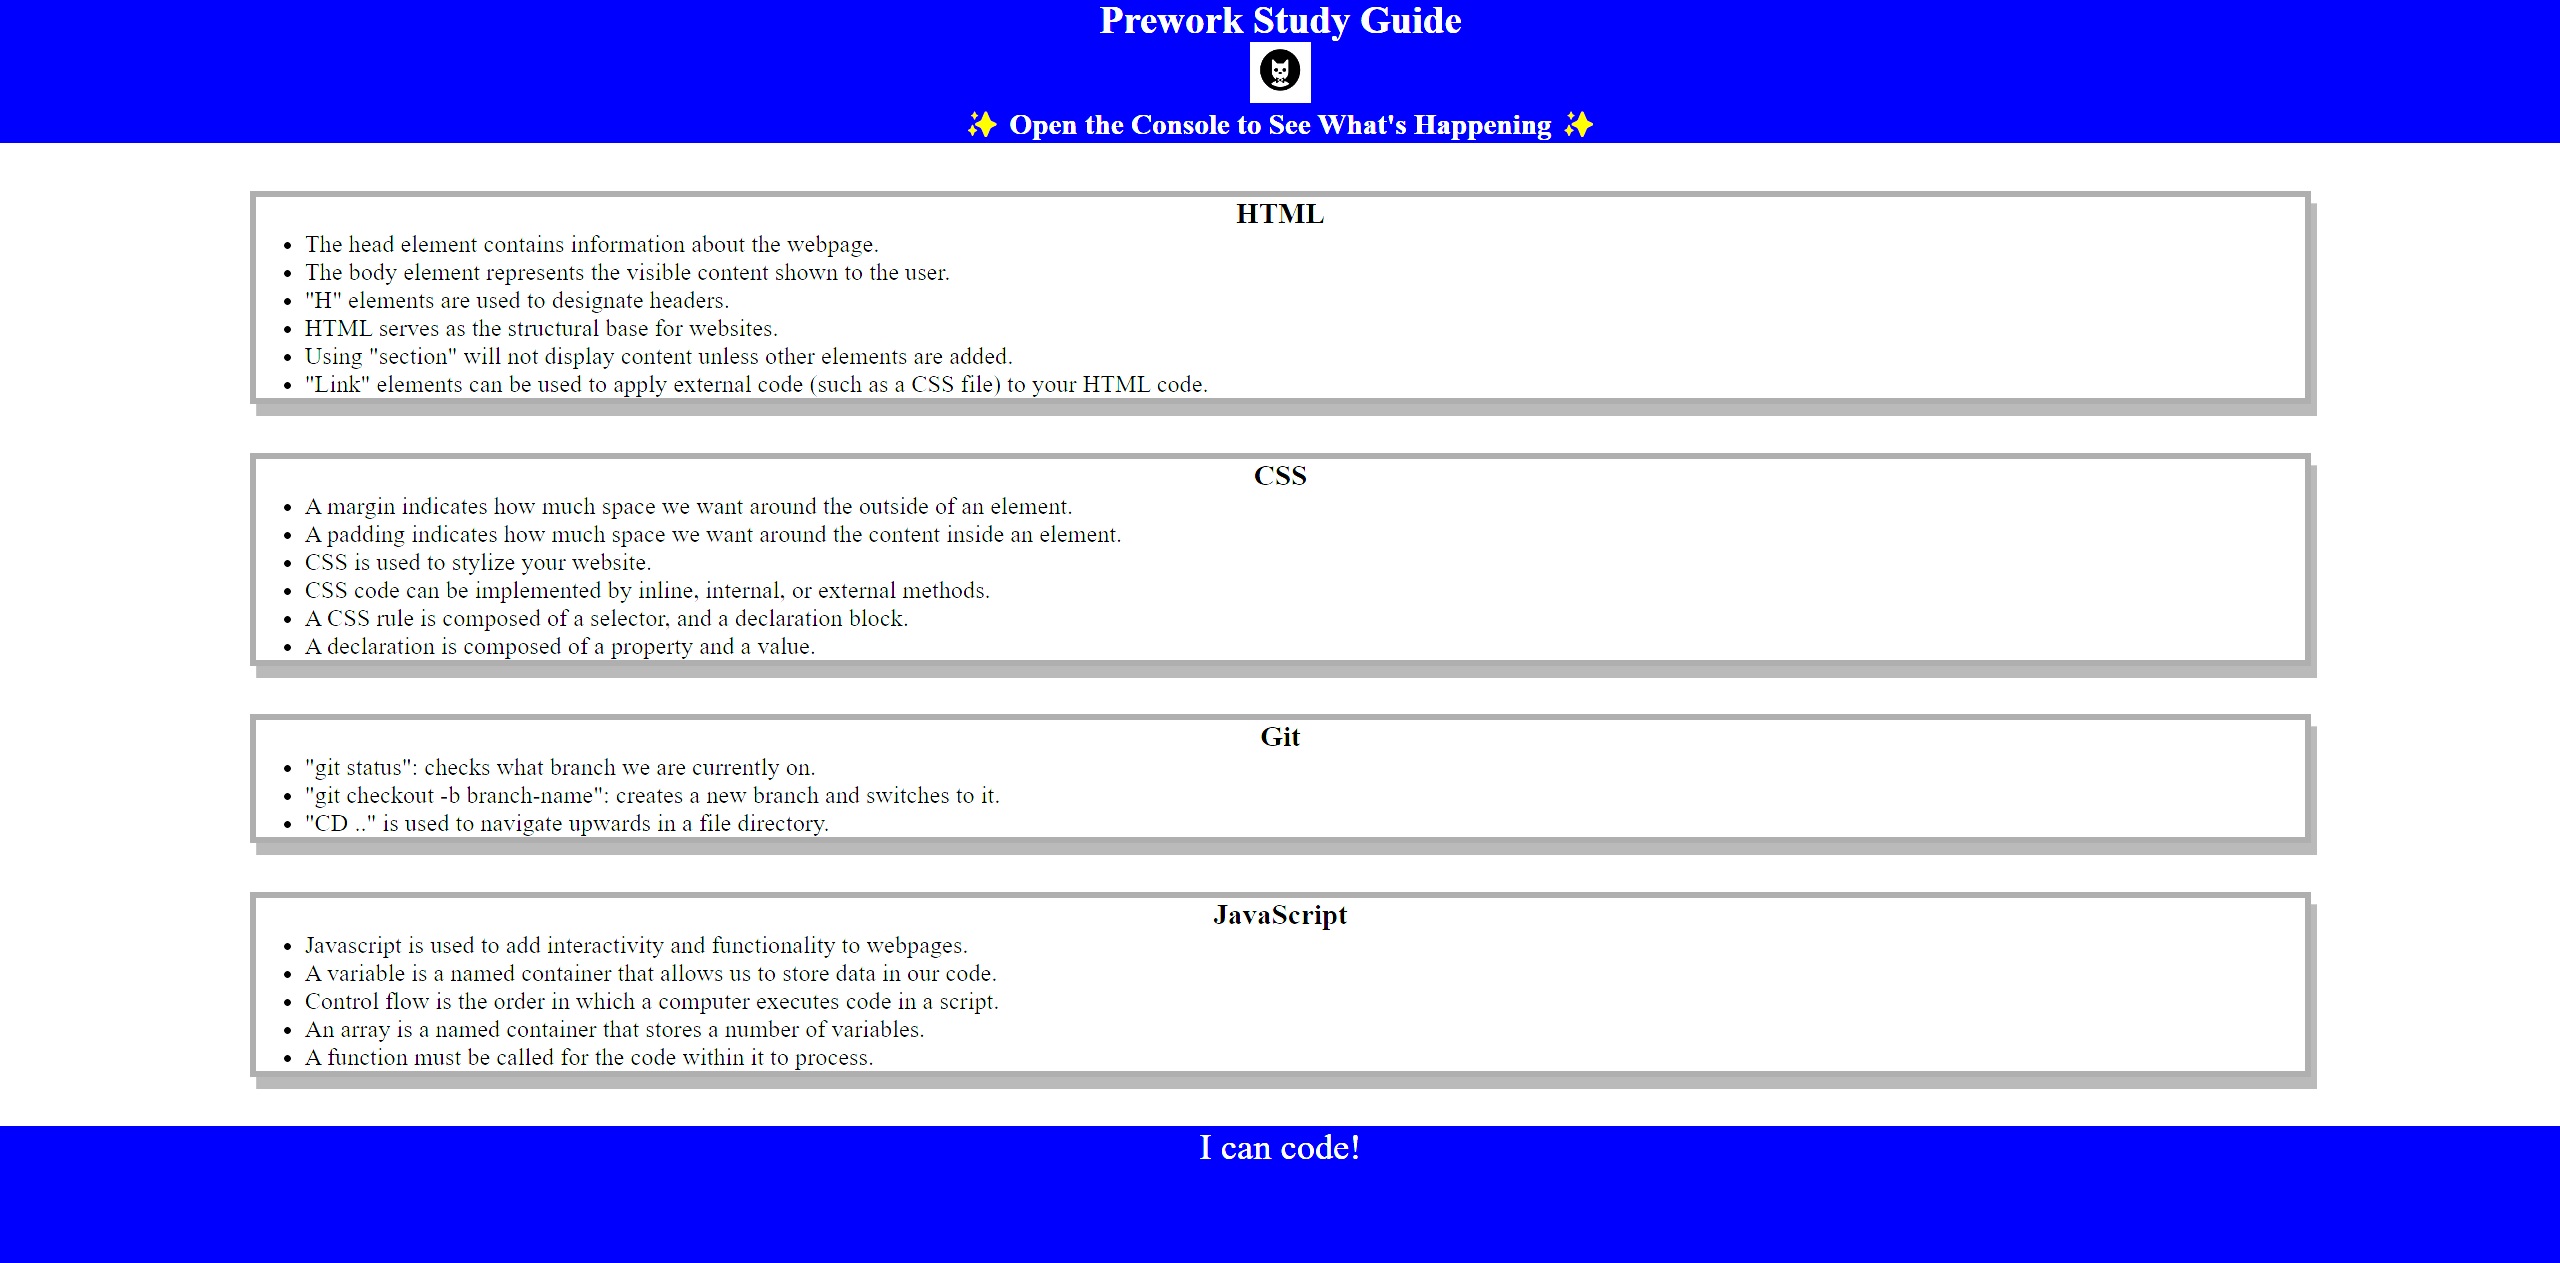 Prework Study Guide
✨ Open the Console to See What's Happening ✨
HTML
• The head element contains information about the webpage.
• The body element represents the visible content shown to the user.
• "H" elements are used to designate headers.
• HTML serves as the structural base for websites.
• Using "section" will not display content unless other elements are added.
• "Link" elements can be used to apply external code (such as a CSS file) to your HTML code.
CSS
• A margin indicates how much space we want around the outside of an element.
• A padding indicates how much space we want around the content inside an element.
• CSS is used to stylize your website.
• CSS code can be implemented by inline, internal, or external methods.
• A CSS rule is composed of a selector, and a declaration block.
• A declaration is composed of a property and a value.
Git
• "git status": checks what branch we are currently on.
• "git checkout -b branch-name": creates a new branch and switches to it.
• "CD .." is used to navigate upwards in a file directory.
JavaScript
• Javascript is used to add interactivity and functionality to webpages.
• A variable is a named container that allows us to store data in our code.
• Control flow is the order in which a computer executes code in a script.
• An array is a named container that stores a number of variables.
• A function must be called for the code within it to process.
I can code!